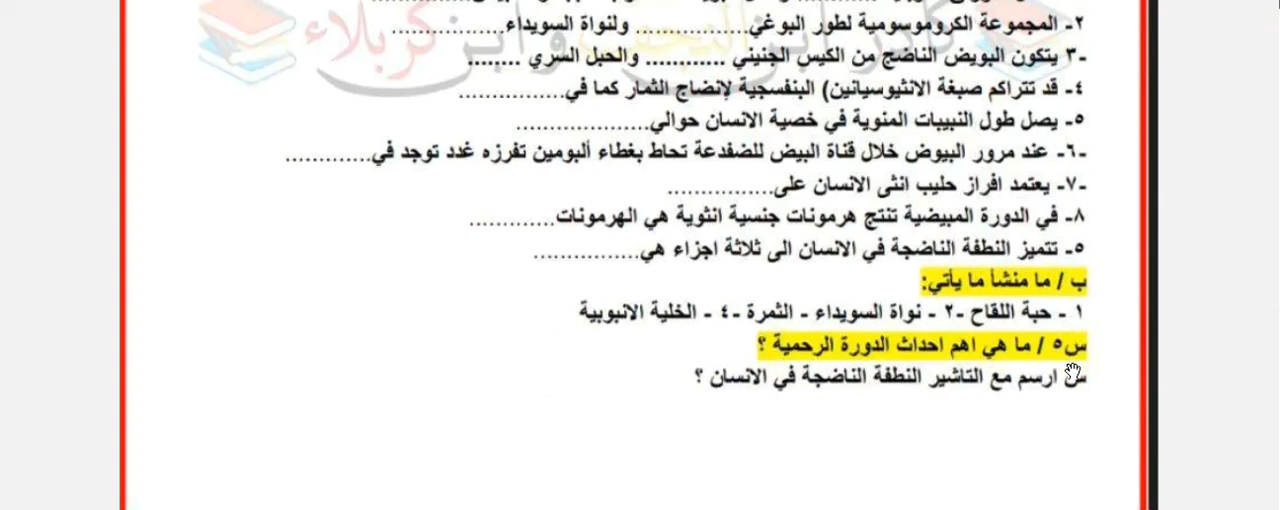 ٢- المجموعة الكروموسومية لطور البوغي................ ولنواة السويداء................
-٣ يتكون البويض الناضج من الكيس الجنيني ............ والحبل السري ........
٤- قد تتراكم صبغة الانثيوسيانين) البنفسجية لإنضاج الثمار كما في...............
٥- يصل طول النبيبات المنوية في خصية الانسان حوالي...................
-٦- عند مرور البيوض خلال قناة البيض للضفدعة تحاط بغطاء ألبومين تفرزه غدد توجد في............
-٧- يعتمد افراز حليب انثى الانسان على...............
٨- في الدورة المبيضية تنتج هرمونات جنسية انثوية هي الهرمونات............
٥- تتميز النطفة الناضجة في الانسان الى ثلاثة اجزاء هي...............
ب / ما منشأ ما يأتي:
١ - حبة اللقاح -٢ - نواة السويداء - الثمرة -٤ - الخلية الانبوبية
س٥ / ما هي اهم احداث الدورة الرحمية ؟
س ارسم مع التاشير النطفة الناضجة في الانسان ؟